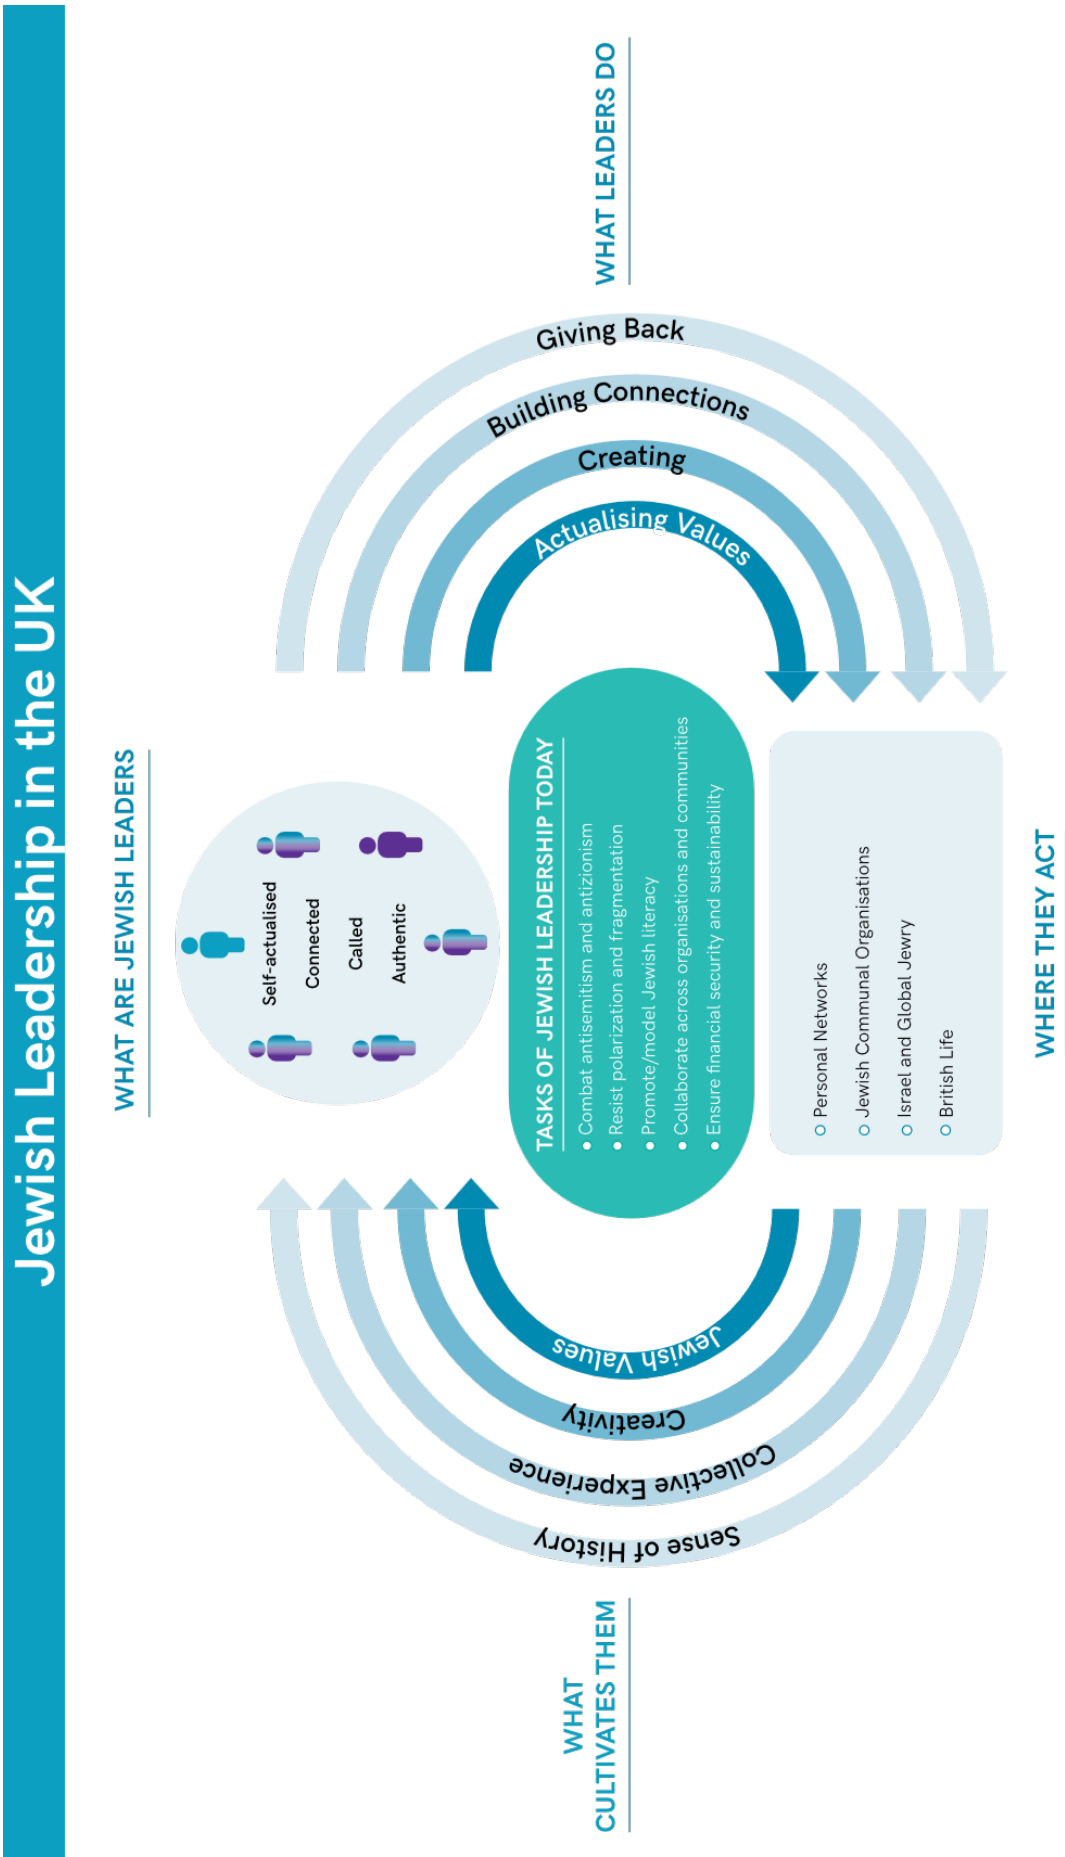 Jewish Leadership in the UK
WHAT ARE JEWISH LEADERS
Self-actualised
Connected
Called
Authentic
WHAT
CULTIVATES THEM
Sense of History
Collective Experience
Creativity
Jewish Values
TASKS OF JEWISH LEADERSHIP TODAY
• Combat antisemitism and antizionism
• Resist polarization and fragmentation
• Promote/model Jewish literacy
• Collaborate across organisations and communities
• Ensure financial security and sustainability
Actualising Values
Creating
Building Connections
Giving Back
WHAT LEADERS DO
○ Personal Networks
○ Jewish Communal Organisations
○ Israel and Global Jewry
○ British Life
WHERE THEY ACT